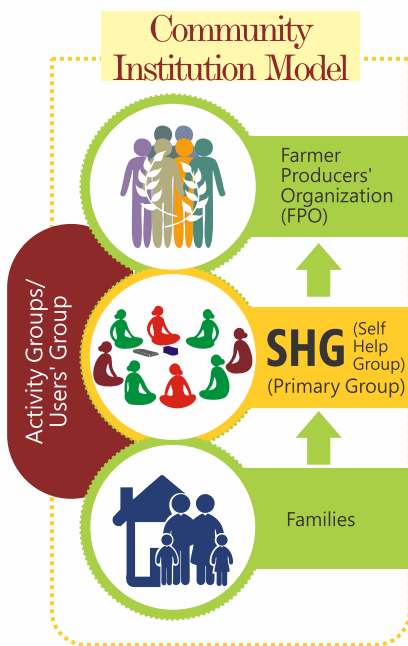 Community
Institution Model
Farmer
Producers'
Organization
(FPO)
Activity Groups/
Users' Group
SHG
(Self
Help
Group)
(Primary Group)
Families